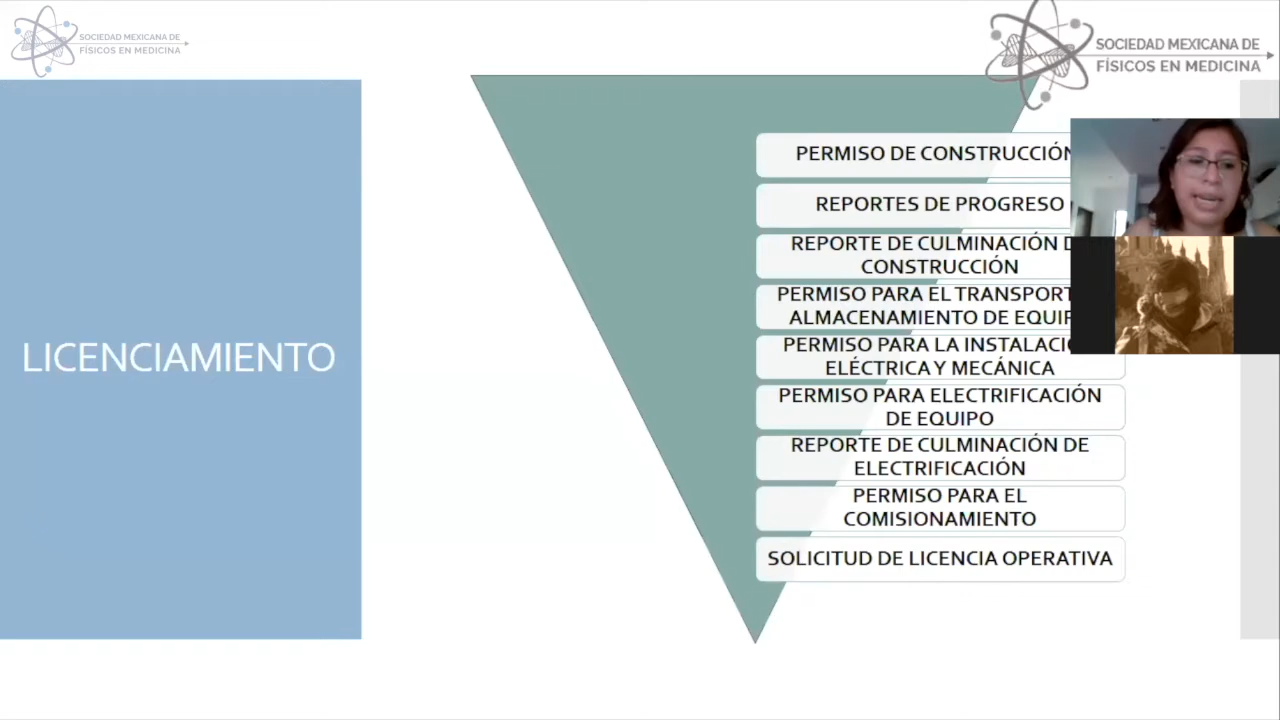 SOCIEDAD MEXICANA DE
FÍSICOS EN MEDICINA
SOCIEDAD MEXICANA DE
FÍSICOS EN MEDICINA
LICENCIAMIENTO
PERMISO DE CONSTRUCCIÓN
REPORTES DE PROGRESO
REPORTE DE CULMINACIÓN
CONSTRUCCIÓN
PERMISO PARA EL
ALMACENAMIENTO DE
PERMISO PARA LA
ELÉCTRICA Y MECÁNICA
PERMISO PARA ELECTRIFICACIÓN
DE EQUIPO
REPORTE DE CULMINACIÓN DE
ELECTRIFICACIÓN
PERMISO PARA EL
COMISIONAMIENTO
SOLICITUD DE LICENCIA OPERATIVA